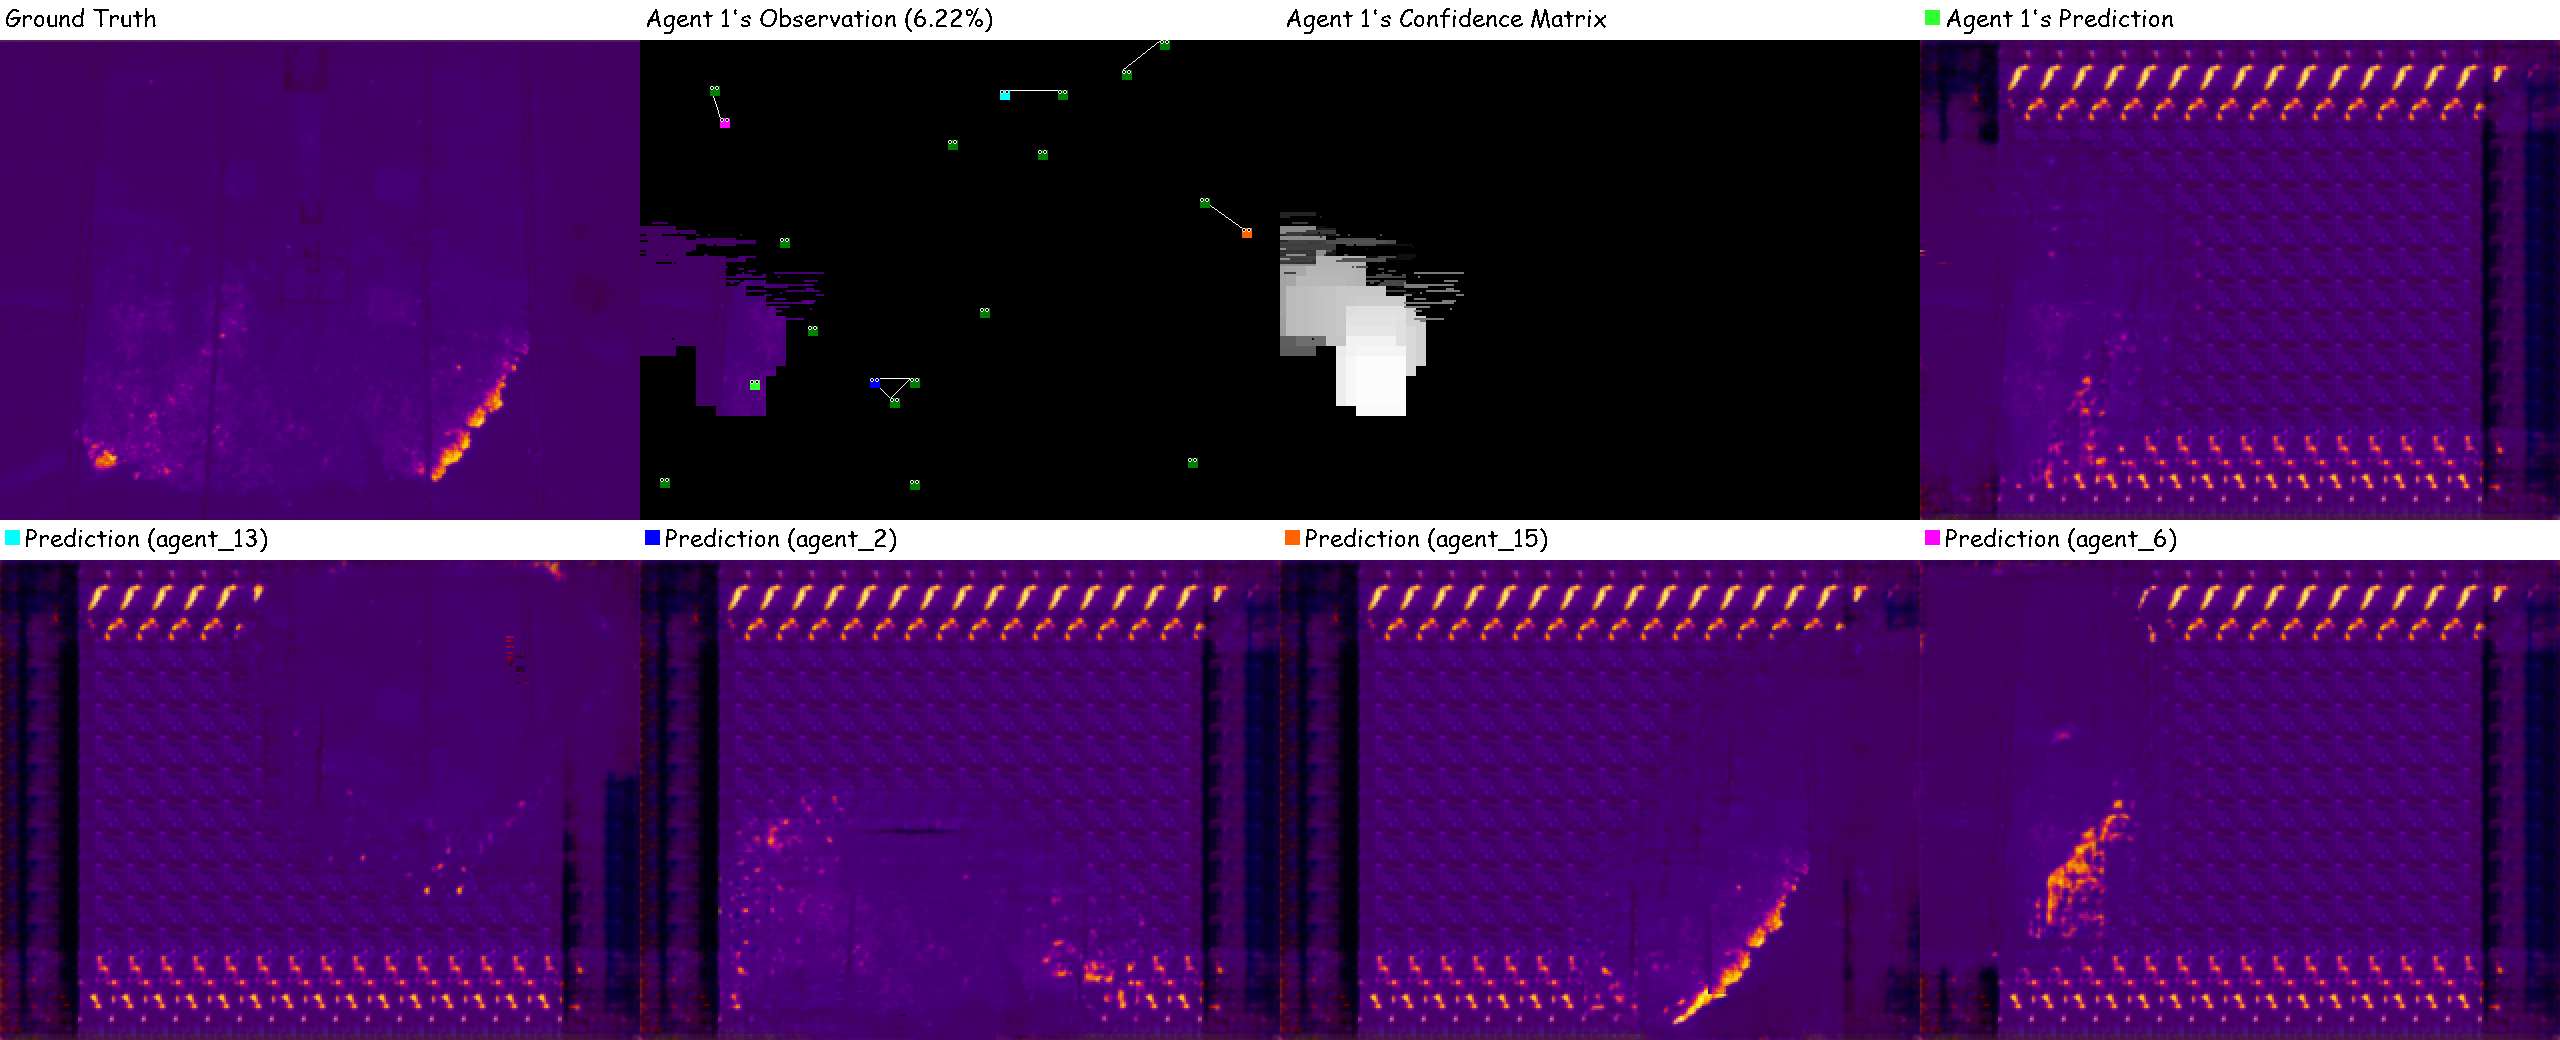 Ground Truth
Agent 1's Observation (6.22%)
Agent 1's Confidence Matrix
Agent 1's Prediction
Prediction (agent_13)
Prediction (agent_2)
Prediction (agent_15)
Prediction (agent_6)